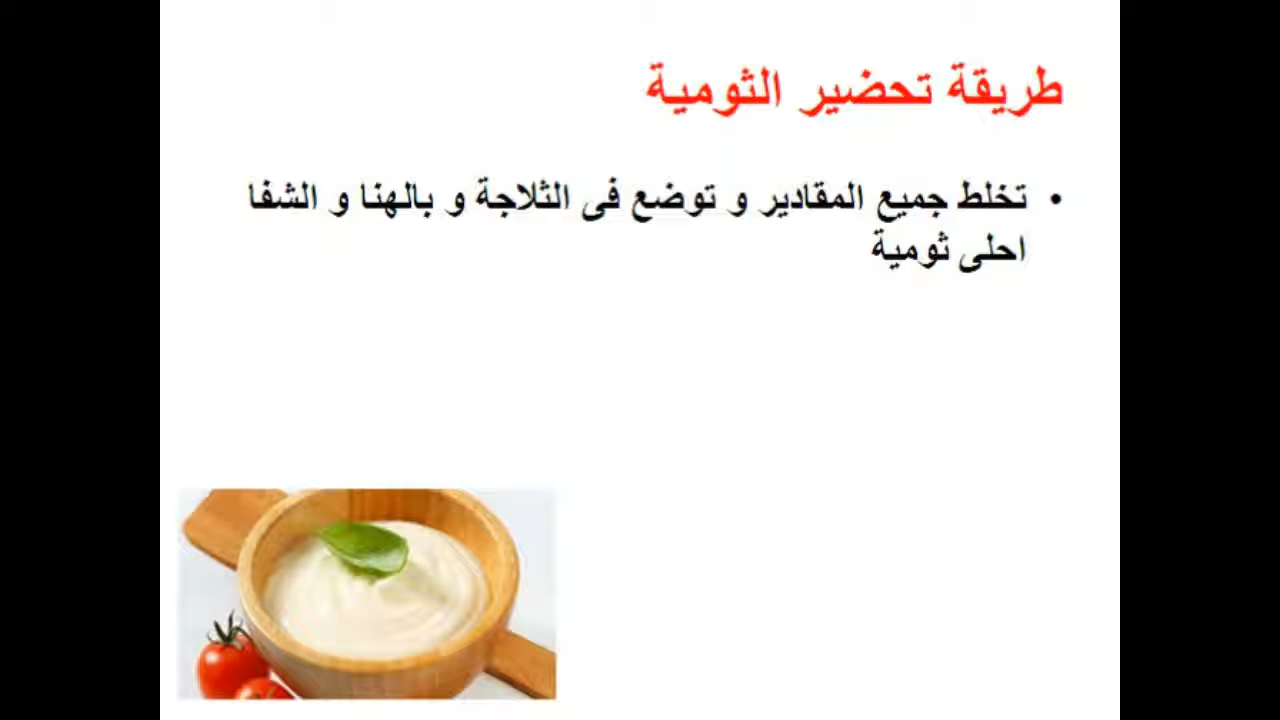 طريقة تحضير الثومية
• تخلط جميع المقادير و توضع فى الثلاجة و بالهنا و الشفا
احلى ثومية